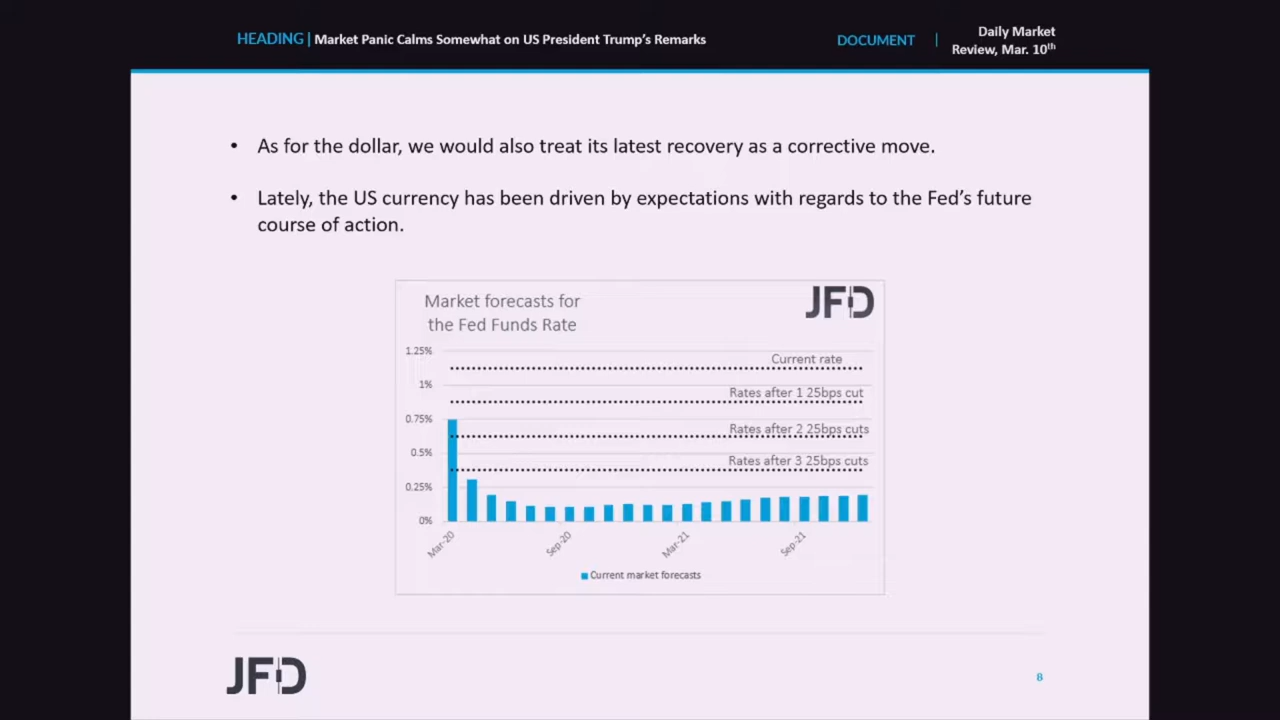 HEADING | Market Panic Calms Somewhat on US President Trump's Remarks
DOCUMENT | Daily Market
Review, Mar. 10th
• As for the dollar, we would also treat its latest recovery as a corrective move.
• Lately, the US currency has been driven by expectations with regards to the Fed's future
course of action.
Market forecasts for
the Fed Funds Rate
JFD
1.25%
Current rate
1%
Rates after 1 25bps cut
0.75%
Rates after 2 25bps cuts
0.5%
Rates after 3 25bps cuts
0.25%
0%
Mar-20
Sep-20
Mar-21
Sep-21
Current market forecasts
JFD
8